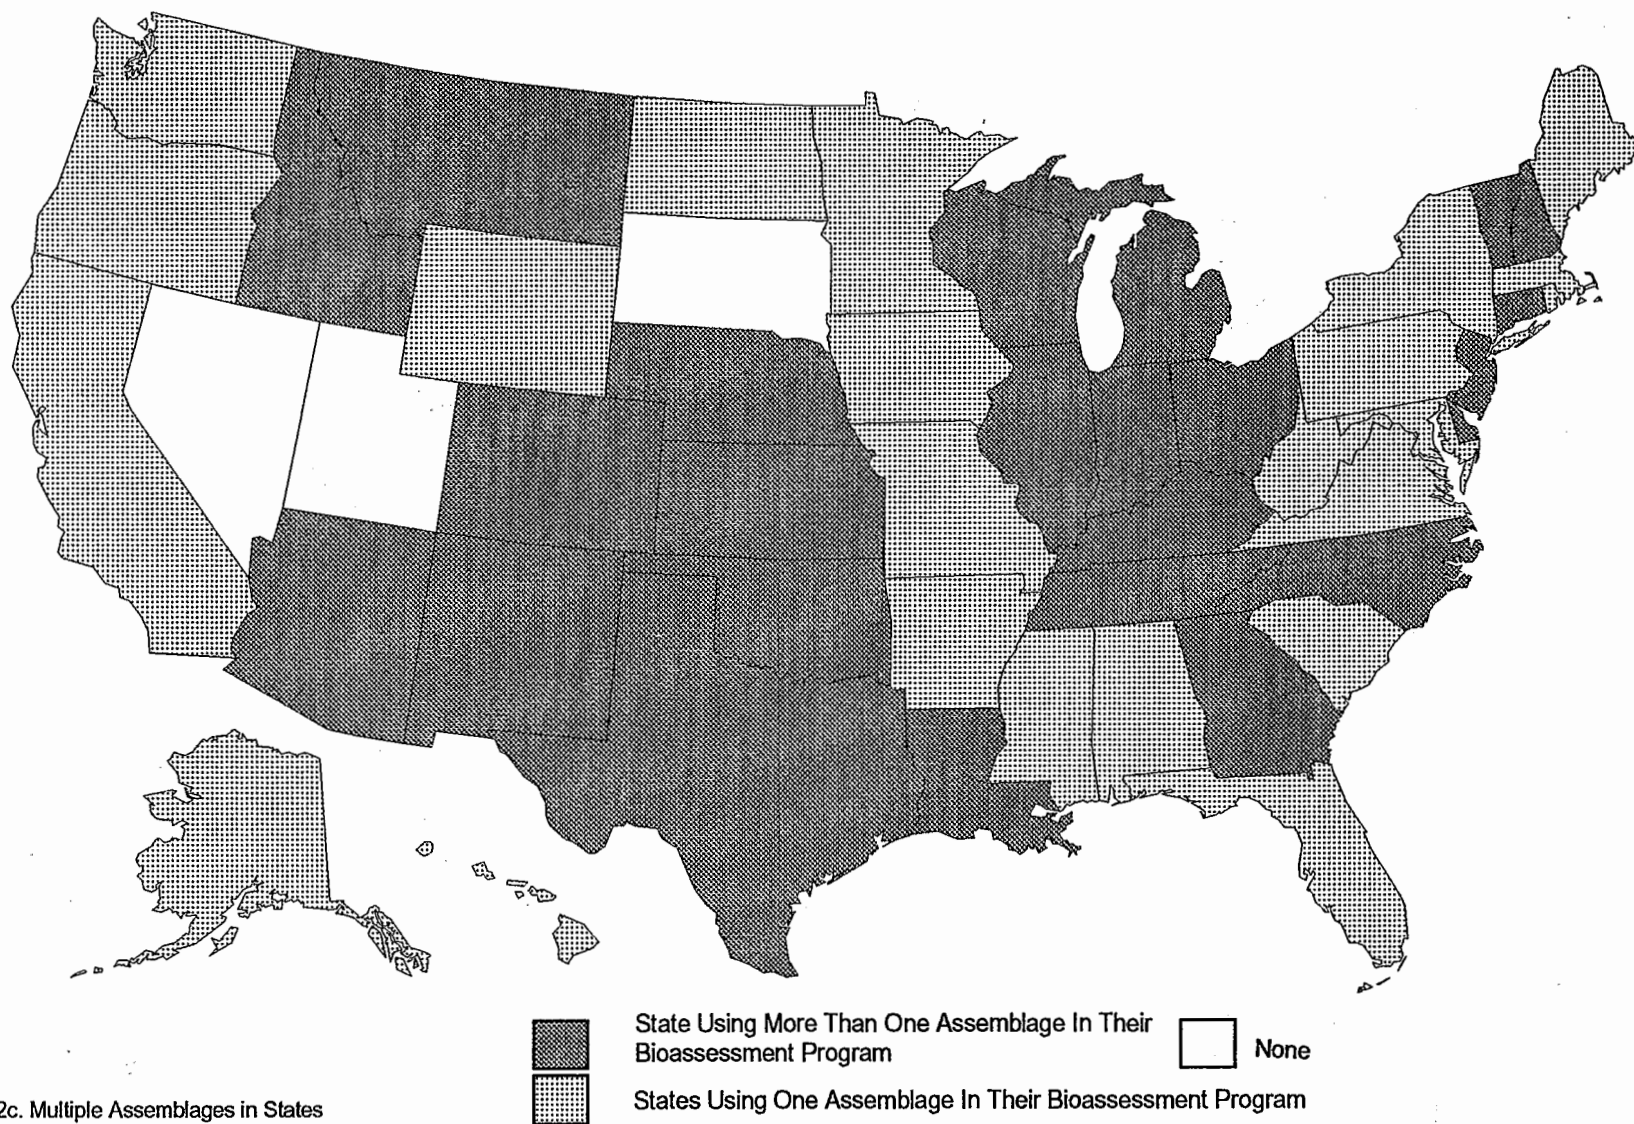 State Using More Than One Assemblage In Their
Bioassessment Program
None
States Using One Assemblage In Their Bioassessment Program
2c. Multiple Assemblages in States